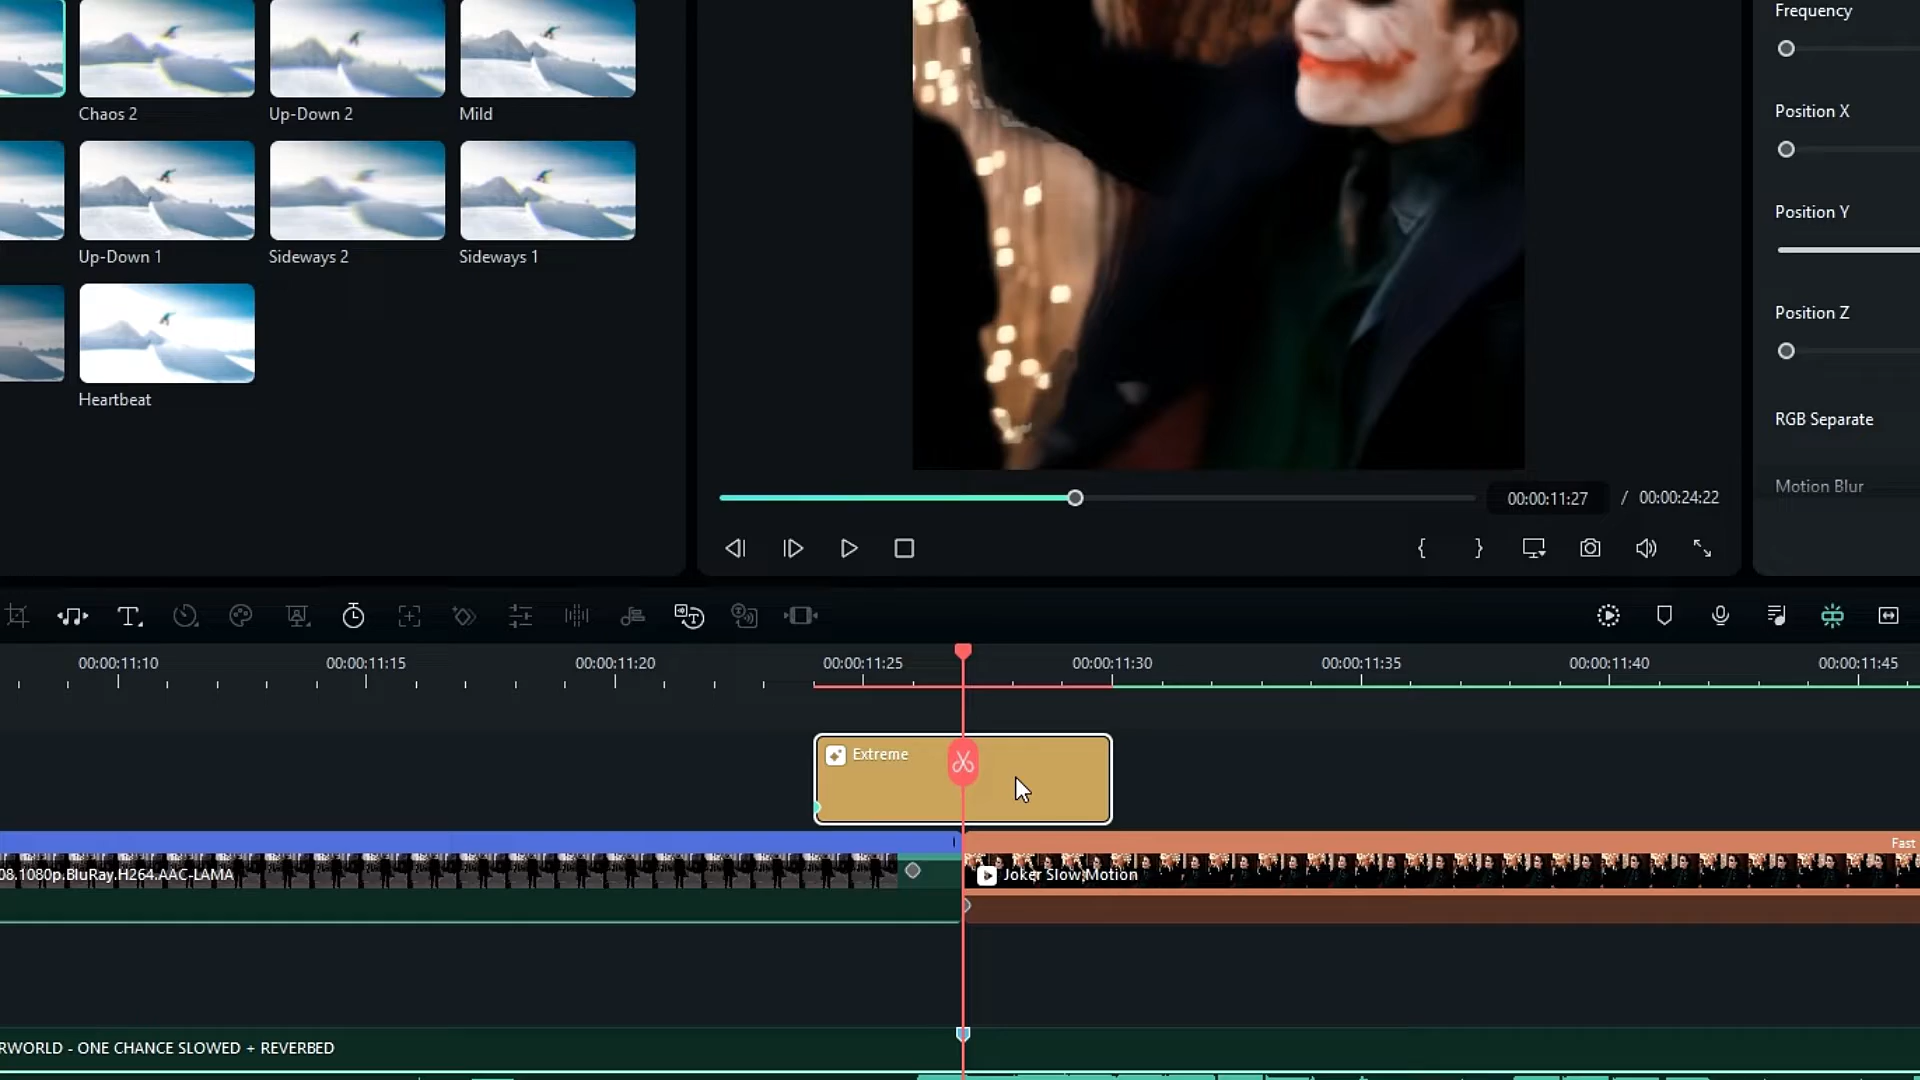 Frequency
Chaos 2
Up-Down 2
Mild
Position X
Position Y
Up-Down 1
Sideways 2
Sideways 1
Position Z
Heartbeat
RGB Separate
Motion Blur
00:00:11:27 / 00:00:24:22
00:00:11:10
00:00:11:15
00:00:11:20
00:00:11:25
00:00:11:30
00:00:11:35
00:00:11:40
00:00:11:45
Extreme
Fast
08.1080p.BluRay.H264.AAC-LAMA
Joker Slow Motion
RWORLD - ONE CHANCE SLOWED + REVERBED